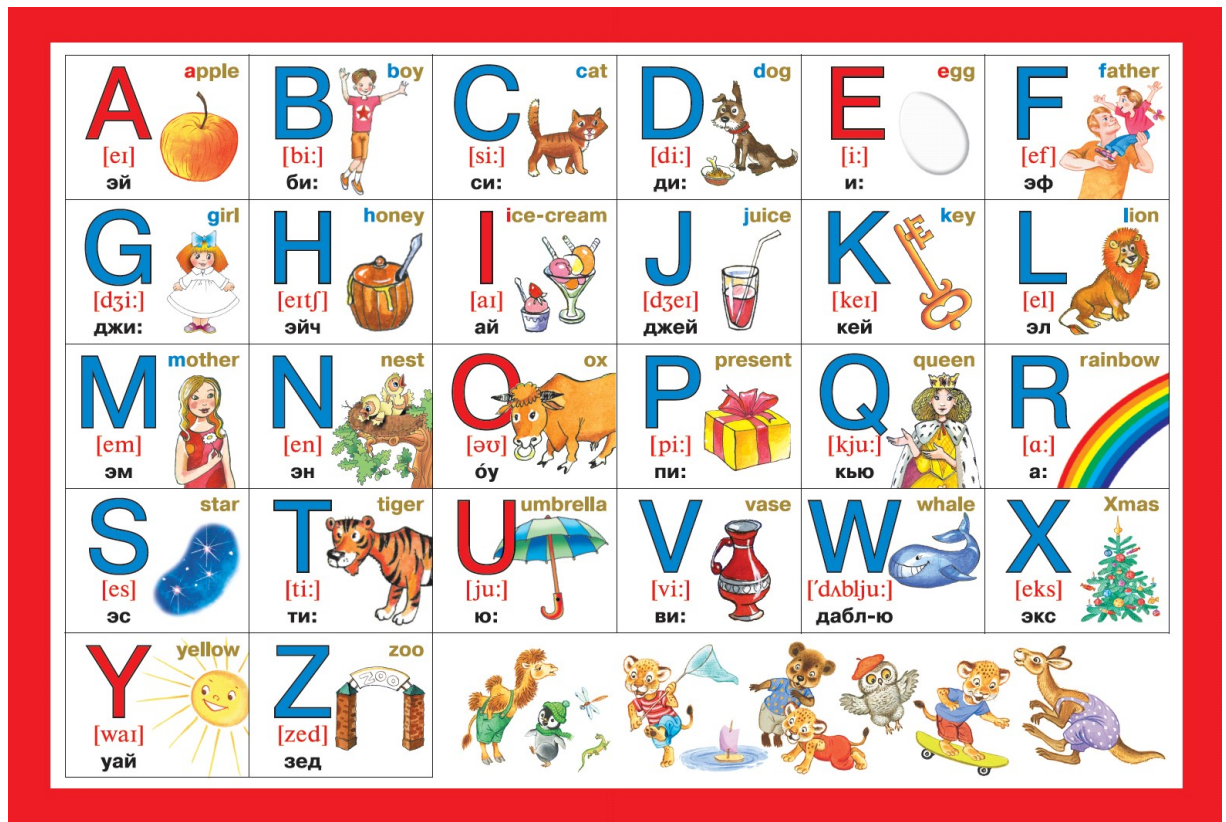 A
apple
[eɪ]
эй
B
boy
[bi:]
би:
C
cat
[si:]
си:
D
dog
[di:]
ди:
E
egg
[i:]
и:
F
father
[ef]
эф
G
girl
[dʒi:]
джи:
H
honey
[eɪtʃ]
эйч
I
ice-cream
[aɪ]
ай
J
juice
[dʒeɪ]
джей
K
key
[keɪ]
кей
L
lion
[el]
эл
M
mother
[em]
эм
N
nest
[en]
эн
O
ox
[əʊ]
óу
P
present
[pi:]
пи:
Q
queen
[kju:]
кью
R
rainbow
[ɑ:]
а:
S
star
[es]
эс
T
tiger
[ti:]
ти:
U
umbrella
[ju:]
ю:
V
vase
[vi:]
ви:
W
whale
[ˈdʌblju:]
дабл-ю
X
Xmas
[eks]
экс
Y
yellow
[waɪ]
уай
Z
zoo
ZOO
[zed]
зед